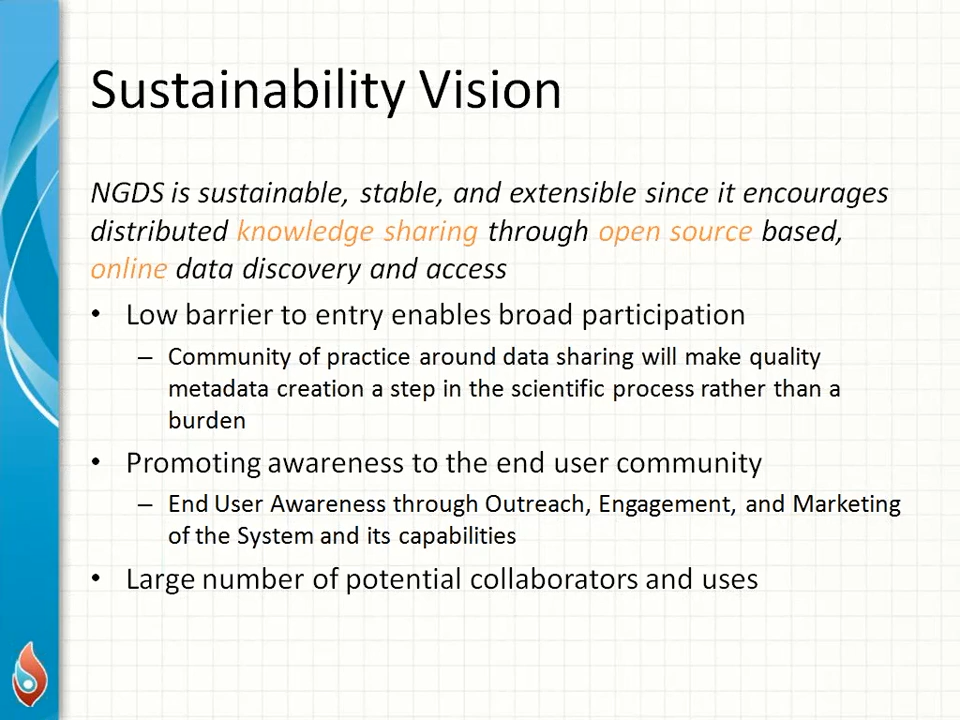 Sustainability Vision
NGDS is sustainable, stable, and extensible since it encourages
distributed knowledge sharing through open source based,
online data discovery and access
• Low barrier to entry enables broad participation
– Community of practice around data sharing will make quality
metadata creation a step in the scientific process rather than a
burden
• Promoting awareness to the end user community
– End User Awareness through Outreach, Engagement, and Marketing
of the System and its capabilities
• Large number of potential collaborators and uses